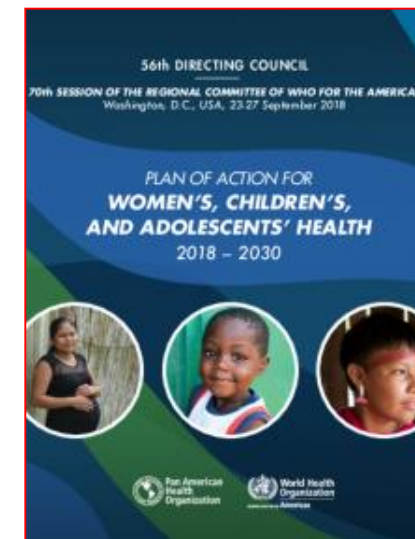 56th DIRECTING COUNCIL
70th SESSION OF THE REGIONAL COMMITTEE OF WHO FOR THE AMERICA
Washington, D.C., USA, 23-27 September 2018
PLAN OF ACTION FOR
WOMEN'S, CHILDREN'S,
AND ADOLESCENTS' HEALTH
2018 – 2030
Pan American
Health
Organization
World Health
Organization
Americas